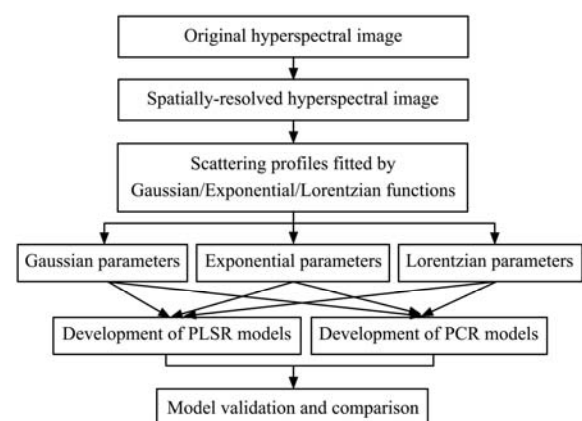 Original hyperspectral image
Spatially-resolved hyperspectral image
Scattering profiles fitted by
Gaussian/Exponential/Lorentzian functions
Gaussian parameters
Exponential parameters
Lorentzian parameters
Development of PLSR models
Development of PCR models
Model validation and comparison